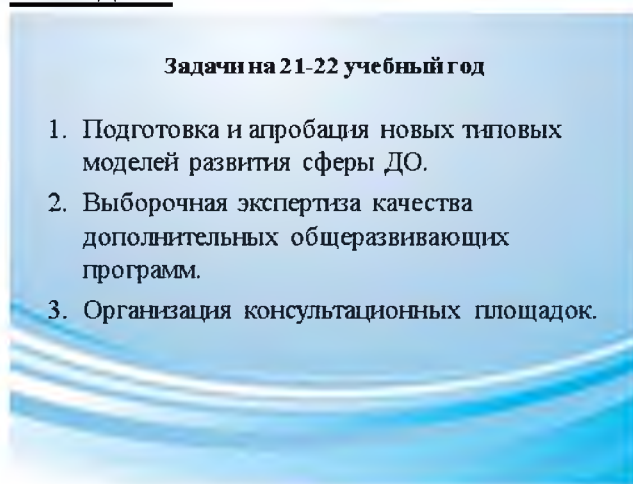 Задачи на 21-22 учебный год
1. Подготовка и апробация новых типовых
моделей развития сферы ДО.
2. Выборочная экспертиза качества
дополнительных общеразвивающих
программ.
3. Организация консультационных площадок.